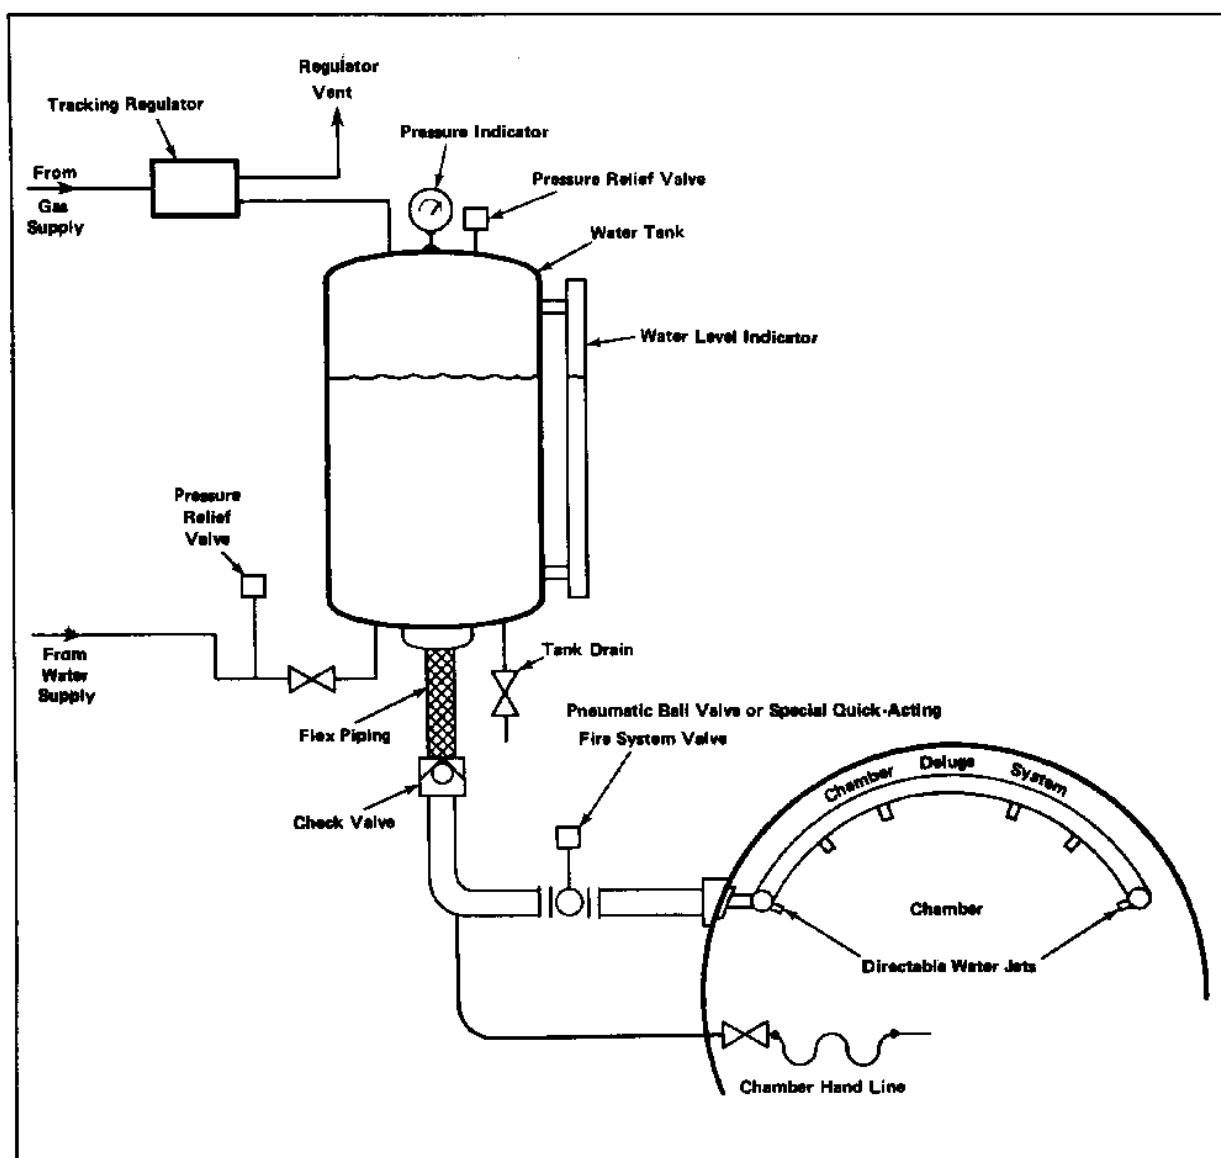 Regulator
Vent
Tracking Regulator
Pressure Indicator
From
Gas
Supply
Pressure Relief Valve
Water Tank
Water Level Indicator
Pressure
Relief
Valve
From
Water
Supply
Tank Drain
Flex Piping
Pneumatic Ball Valve or Special Quick-Acting
Fire System Valve
Check Valve
Chamber Deluge System
Chamber
Directable Water Jets
Chamber Hand Line